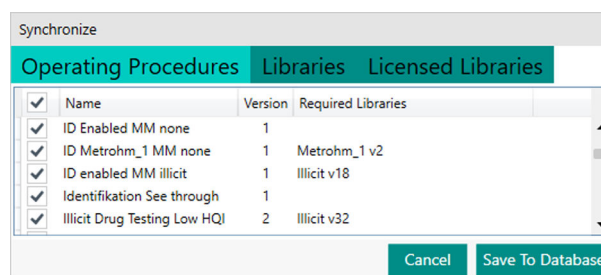 Synchronize
Operating Procedures Libraries Licensed Libraries
Name Version Required Libraries
ID Enabled MM none 1
ID Metrohm_1 MM none 1 Metrohm_1 v2
ID enabled MM illicit 1 Illicit v18
Identifikation See through 1
Illicit Drug Testing Low HQI 2 Illicit v32
Cancel Save To Database